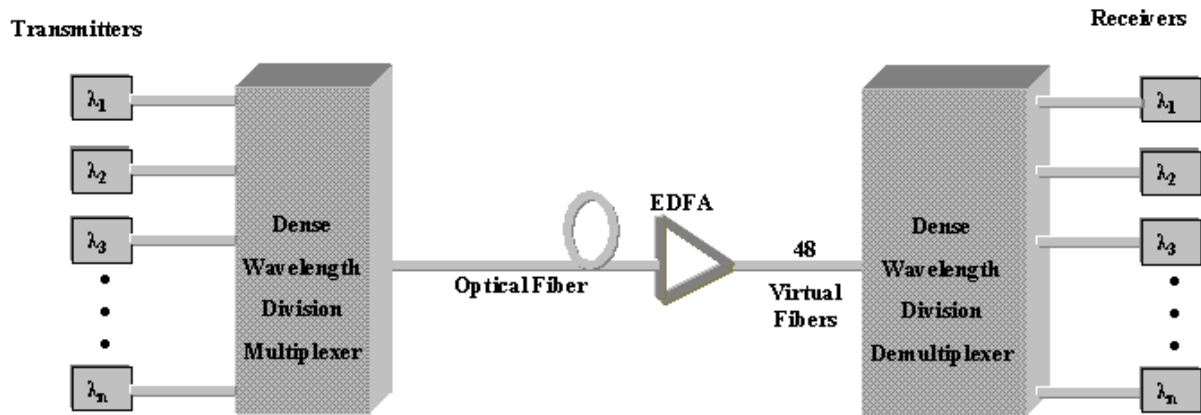 Transmitters
Receivers
λ1
λ2
λ3
λn
Dense
Wavelength
Division
Multiplexer
Optical Fiber
EDFA
48
Virtual
Fibers
Dense
Wavelength
Division
Demultiplexer
λ1
λ2
λ3
λn